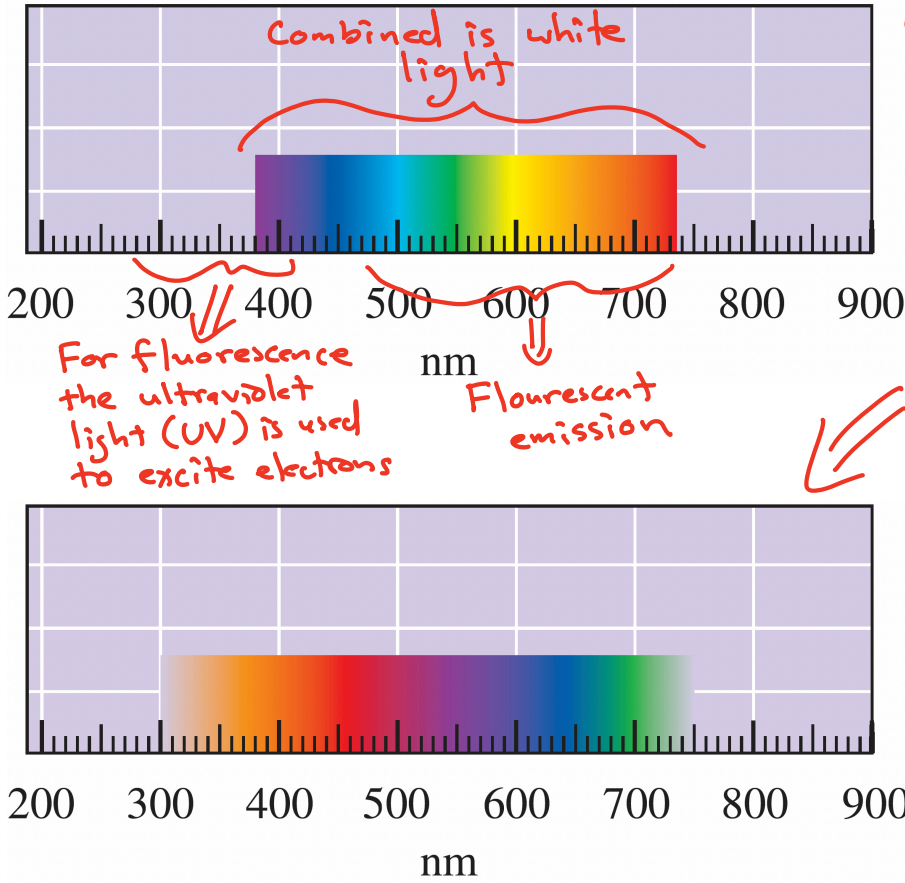 Combined is white
light
200 300 400 500 600 700 800 900
nm
For fluorescence
the ultraviolet
light (UV) is used
to excite electrons
Flourescent
emission
200 300 400 500 600 700 800 900
nm